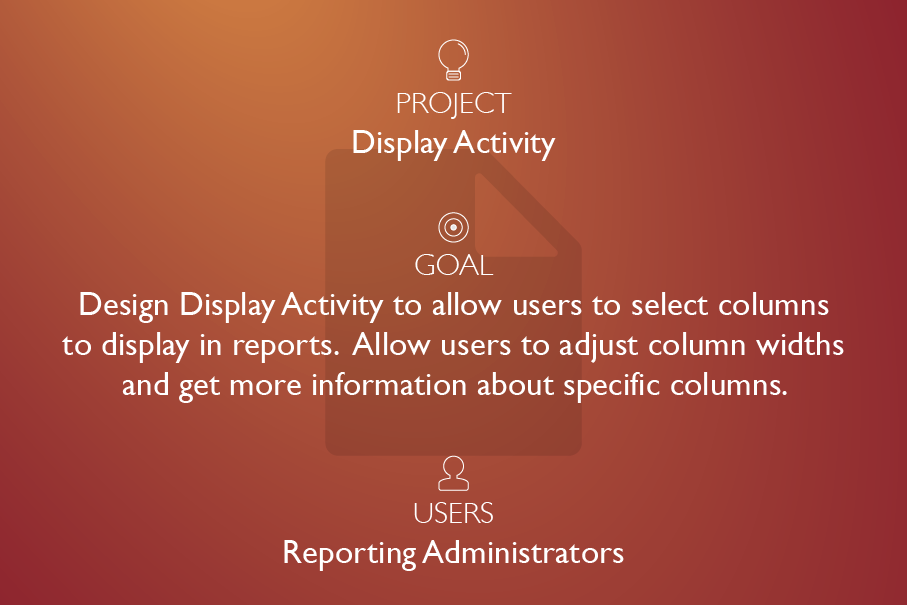 PROJECT
Display Activity
GOAL
Design Display Activity to allow users to select columns
to display in reports.  Allow users to adjust column widths
and get more information about specific columns.
USERS
Reporting Administrators